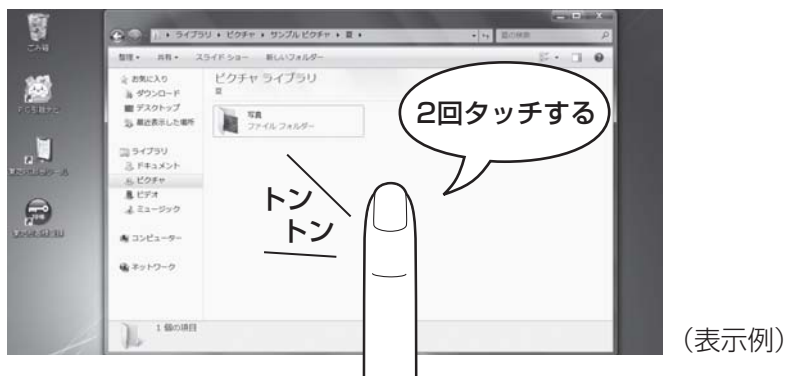 ごみ箱
ライブラリ ▸ ピクチャ ▸ サンプル ピクチャ ▸ 夏 ▸
夏の検索
整理 ▾ 共有 ▾ スライド ショー 新しいフォルダー
お気に入り
ダウンロード
デスクトップ
最近表示した場所
ライブラリ
ドキュメント
ピクチャ
ビデオ
ミュージック
コンピューター
ネットワーク
ピクチャ ライブラリ
夏
写真
ファイル フォルダー
2回タッチする
トン
トン
1 個の項目
(表示例)